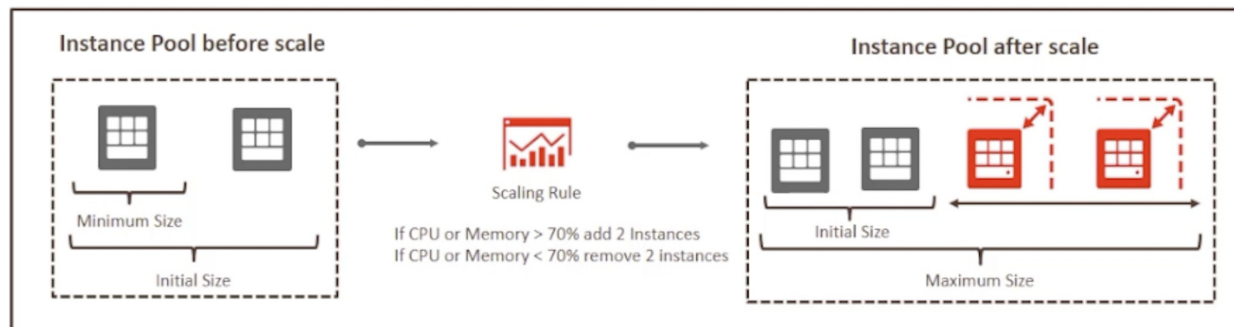 Instance Pool before scale
Minimum Size
Initial Size
Scaling Rule
If CPU or Memory > 70% add 2 Instances
If CPU or Memory < 70% remove 2 instances
Instance Pool after scale
Initial Size
Maximum Size